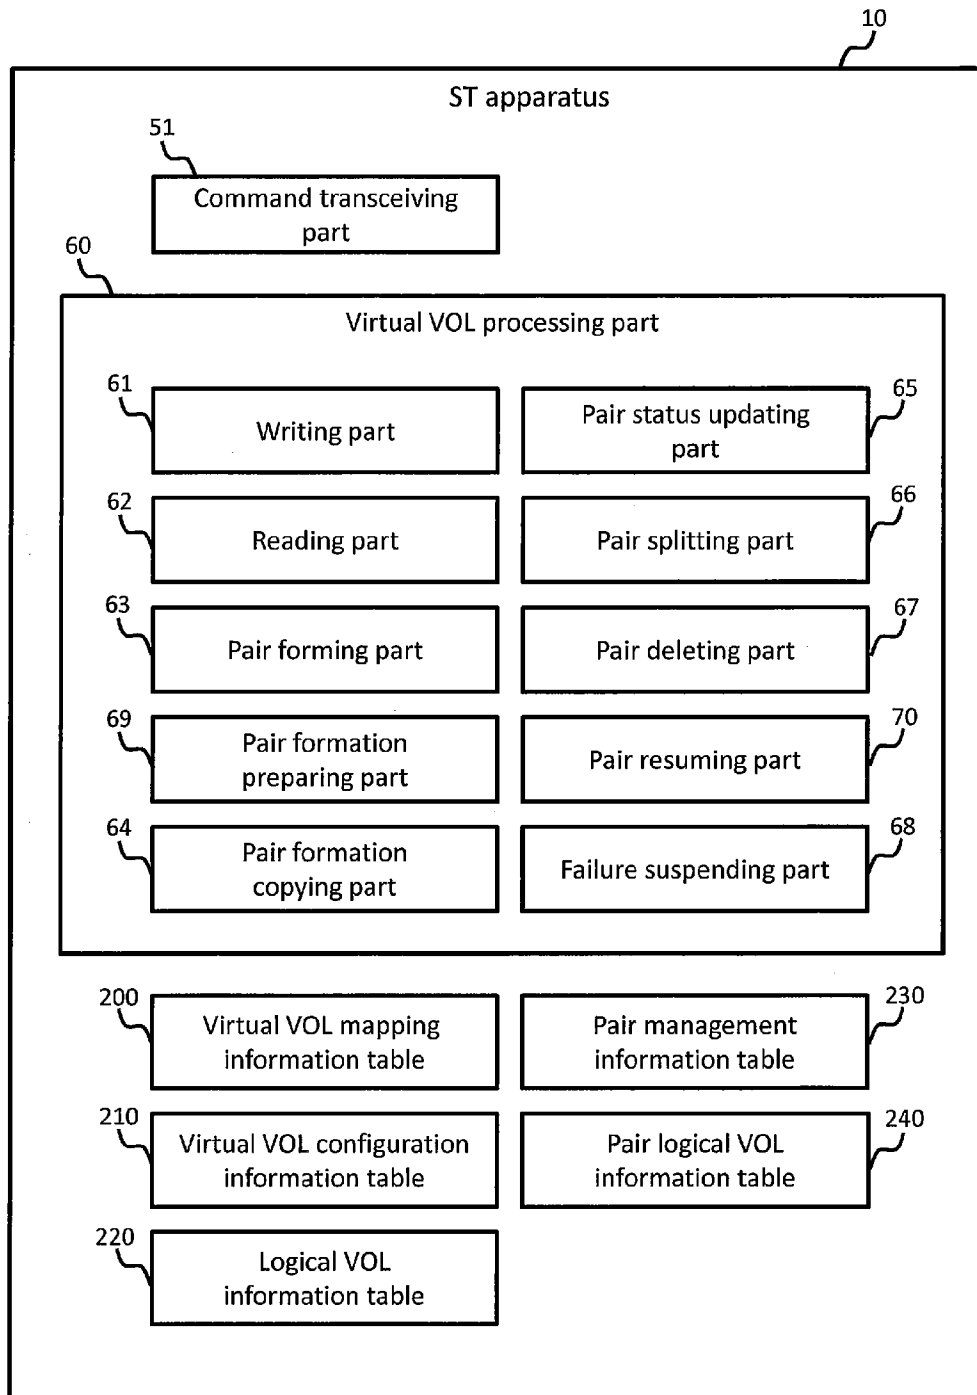 10
ST apparatus
51
Command transceiving
part
60
Virtual VOL processing part
61
Writing part
65
Pair status updating
part
62
Reading part
66
Pair splitting part
63
Pair forming part
67
Pair deleting part
69
Pair formation
preparing part
70
Pair resuming part
64
Pair formation
copying part
68
Failure suspending part
200
Virtual VOL mapping
information table
230
Pair management
information table
210
Virtual VOL configuration
information table
240
Pair logical VOL
information table
220
Logical VOL
information table